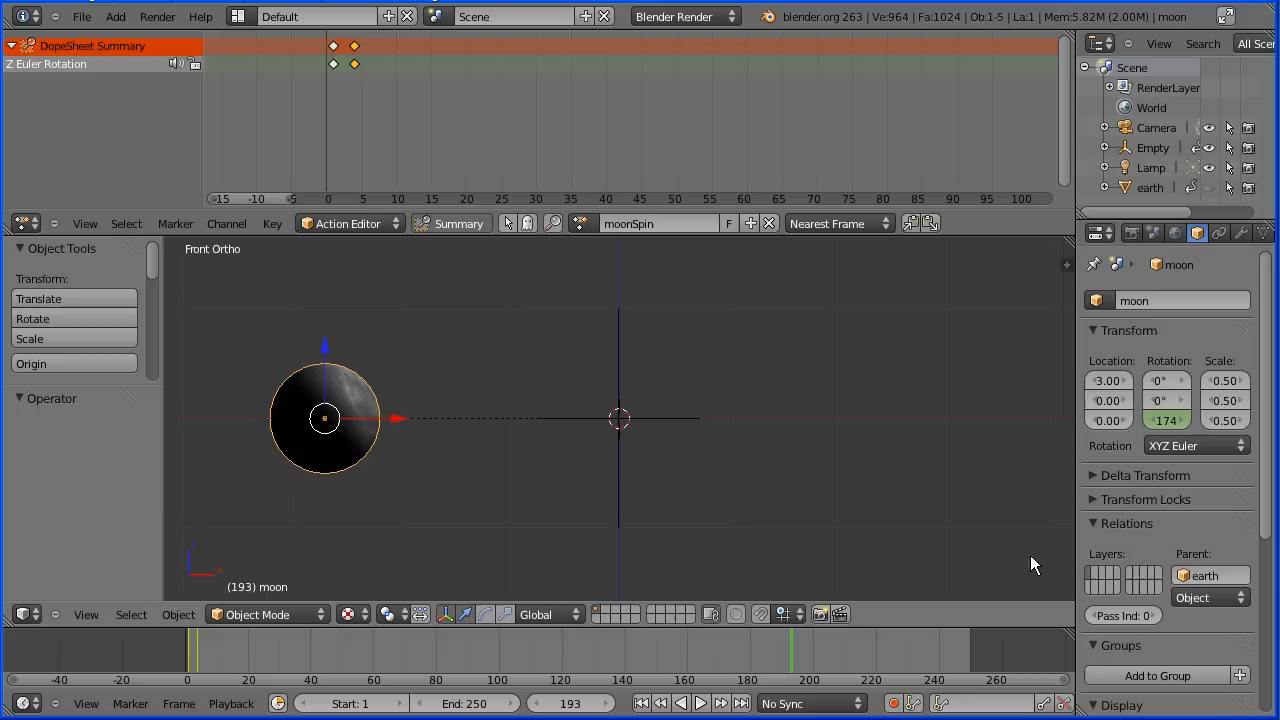 File Add Render Help Default Scene Blender Render blender.org 263 | Ve:964 | Fa:1024 | Ob:1-5 | La:1 | Mem:5.82M (2.00M) | moon
DopeSheet Summary
Z Euler Rotation
-15 -10 -5 0 5 10 15 20 25 30 35 40 45 50 55 60 65 70 75 80 85 90 95 100
View Select Marker Channel Key Action Editor Summary moonSpin F Nearest Frame
View Search All Sce
Scene
RenderLayer
World
Camera
Empty
Lamp
earth
Object Tools
Transform:
Translate
Rotate
Scale
Origin
Operator
Front Ortho
(193) moon
moon
moon
Transform
Location: Rotation: Scale:
3.00 0° 0.50
0.00 0° 0.50
0.00 174 0.50
Rotation XYZ Euler
Delta Transform
Transform Locks
Relations
Layers: Parent:
earth
Object
Pass Ind: 0
Groups
Add to Group
Display
View Select Object Object Mode Global
-40 -20 0 20 40 60 80 100 120 140 160 180 200 220 240 260
View Marker Frame Playback Start: 1 End: 250 193 No Sync